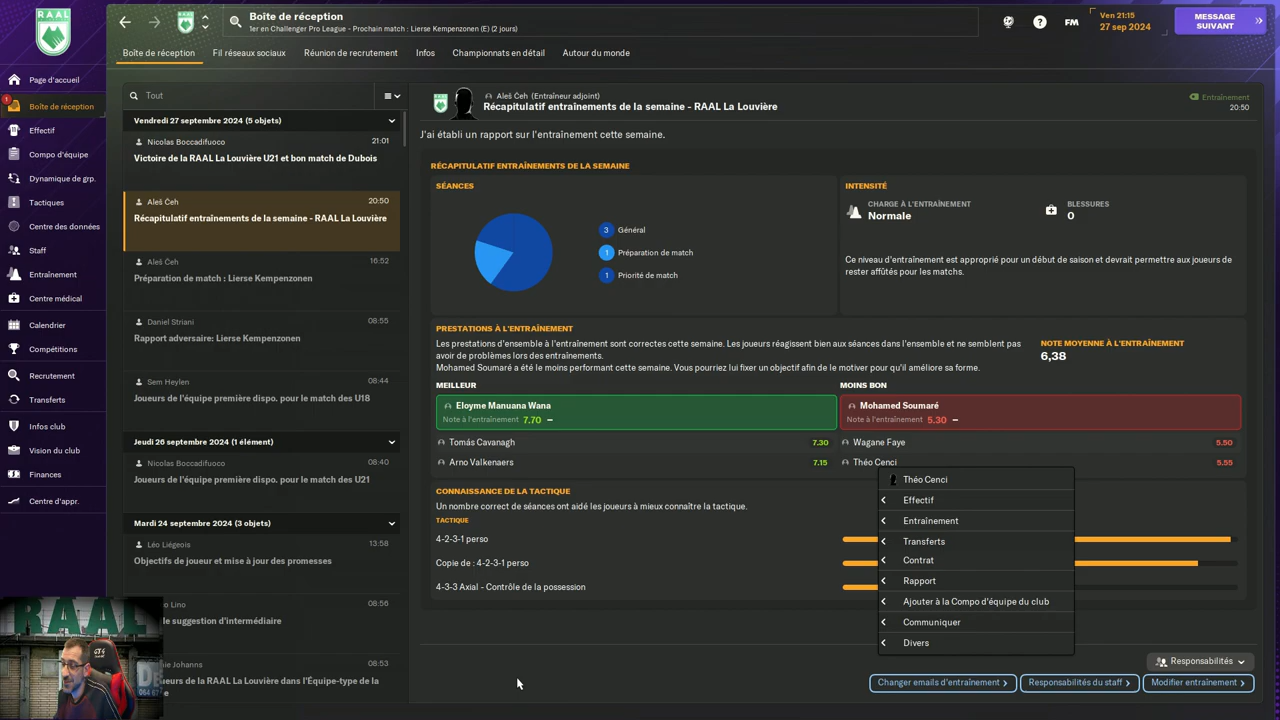 RAAL
Boîte de réception
1er en Challenger Pro League - Prochain match : Lierse Kempenzonen (E) (2 jours)
FM
Ven 21:15
27 sep 2024
MESSAGE
SUIVANT
Boîte de réception
Fil réseaux sociaux
Réunion de recrutement
Infos
Championnats en détail
Autour du monde
Page d'accueil
1
Boîte de réception
Effectif
Compo d'équipe
Dynamique de grp.
Tactiques
Centre des données
Staff
Entraînement
Centre médical
Calendrier
Compétitions
Recrutement
Transferts
Infos club
Vision du club
Finances
Centre d'appr.
Tout
Vendredi 27 septembre 2024 (5 objets)
Nicolas Boccadifuoco
21:01
Victoire de la RAAL La Louvière U21 et bon match de Dubois
Aleš Čeh
20:50
Récapitulatif entraînements de la semaine - RAAL La Louvière
Aleš Čeh
16:52
Préparation de match : Lierse Kempenzonen
Daniel Striani
08:55
Rapport adversaire: Lierse Kempenzonen
Sem Heylen
08:44
Joueurs de l'équipe première dispo. pour le match des U18
Jeudi 26 septembre 2024 (1 élément)
Nicolas Boccadifuoco
08:40
Joueurs de l'équipe première dispo. pour le match des U21
Mardi 24 septembre 2024 (3 objets)
Léo Liégeois
13:58
Objectifs de joueur et mise à jour des promesses
Lino
08:56
le suggestion d'intermédiaire
Johanns
08:53
de la RAAL La Louvière dans l'Équipe-type de la
Aleš Čeh (Entraîneur adjoint)
Récapitulatif entraînements de la semaine - RAAL La Louvière
Entraînement
20:50
J'ai établi un rapport sur l'entraînement cette semaine.
RÉCAPITULATIF ENTRAÎNEMENTS DE LA SEMAINE
SÉANCES
3 Général
1 Préparation de match
1 Priorité de match
INTENSITÉ
CHARGE À L'ENTRAÎNEMENT
Normale
BLESSURES
0
Ce niveau d'entraînement est approprié pour un début de saison et devrait permettre aux joueurs de
rester affûtés pour les matchs.
PRESTATIONS À L'ENTRAÎNEMENT
Les prestations d'ensemble à l'entraînement sont correctes cette semaine. Les joueurs réagissent bien aux séances dans l'ensemble et ne semblent pas
avoir de problèmes lors des entraînements.
Mohamed Soumaré a été le moins performant cette semaine. Vous pourriez lui fixer un objectif afin de le motiver pour qu'il améliore sa forme.
NOTE MOYENNE À L'ENTRAÎNEMENT
6,38
MEILLEUR
Eloyme Manuana Wana
Note à l'entraînement 7.70 –
Tomás Cavanagh
7.30
Arno Valkenaers
7.15
MOINS BON
Mohamed Soumaré
Note à l'entraînement 5.30 –
Wagane Faye
5.50
Théo Cenci
5.55
CONNAISSANCE DE LA TACTIQUE
Un nombre correct de séances ont aidé les joueurs à mieux connaître la tactique.
TACTIQUE
4-2-3-1 perso
Copie de : 4-2-3-1 perso
4-3-3 Axial - Contrôle de la possession
Théo Cenci
Effectif
Entraînement
Transferts
Contrat
Rapport
Ajouter à la Compo d'équipe du club
Communiquer
Divers
Responsabilités
Changer emails d'entraînement
Responsabilités du staff
Modifier entraînement
RAAL